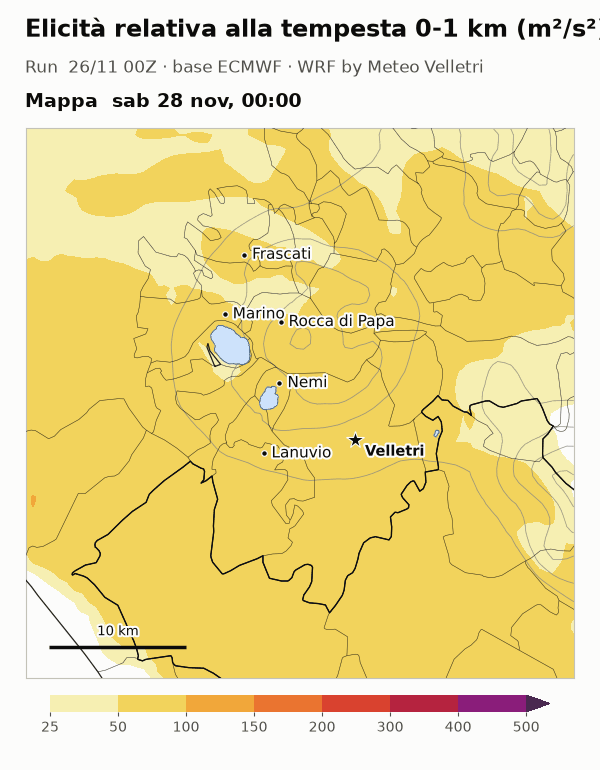 Elicità relativa alla tempesta 0-1 km (m²/s²)
Run 26/11 00Z · base ECMWF · WRF by Meteo Velletri
Mappa sab 28 nov, 00:00
Frascati
Marino
Rocca di Papa
Nemi
Velletri
Lanuvio
10 km
25 50 100 150 200 300 400 500